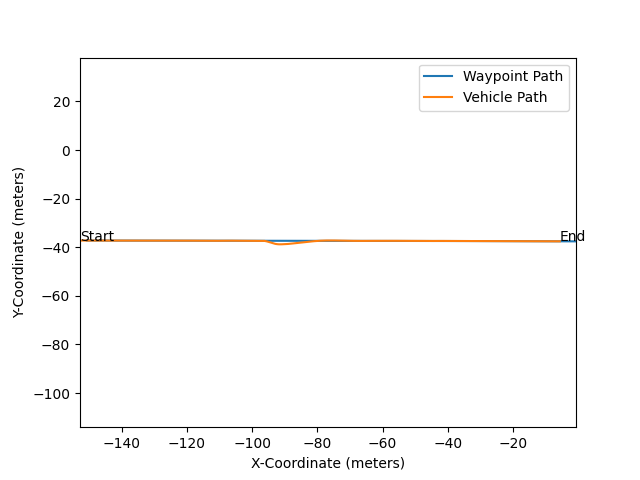 Waypoint Path
Vehicle Path
20
0
−20
−40
−60
−80
−100
Start
End
Y-Coordinate (meters)
−140
−120
−100
−80
−60
−40
−20
X-Coordinate (meters)